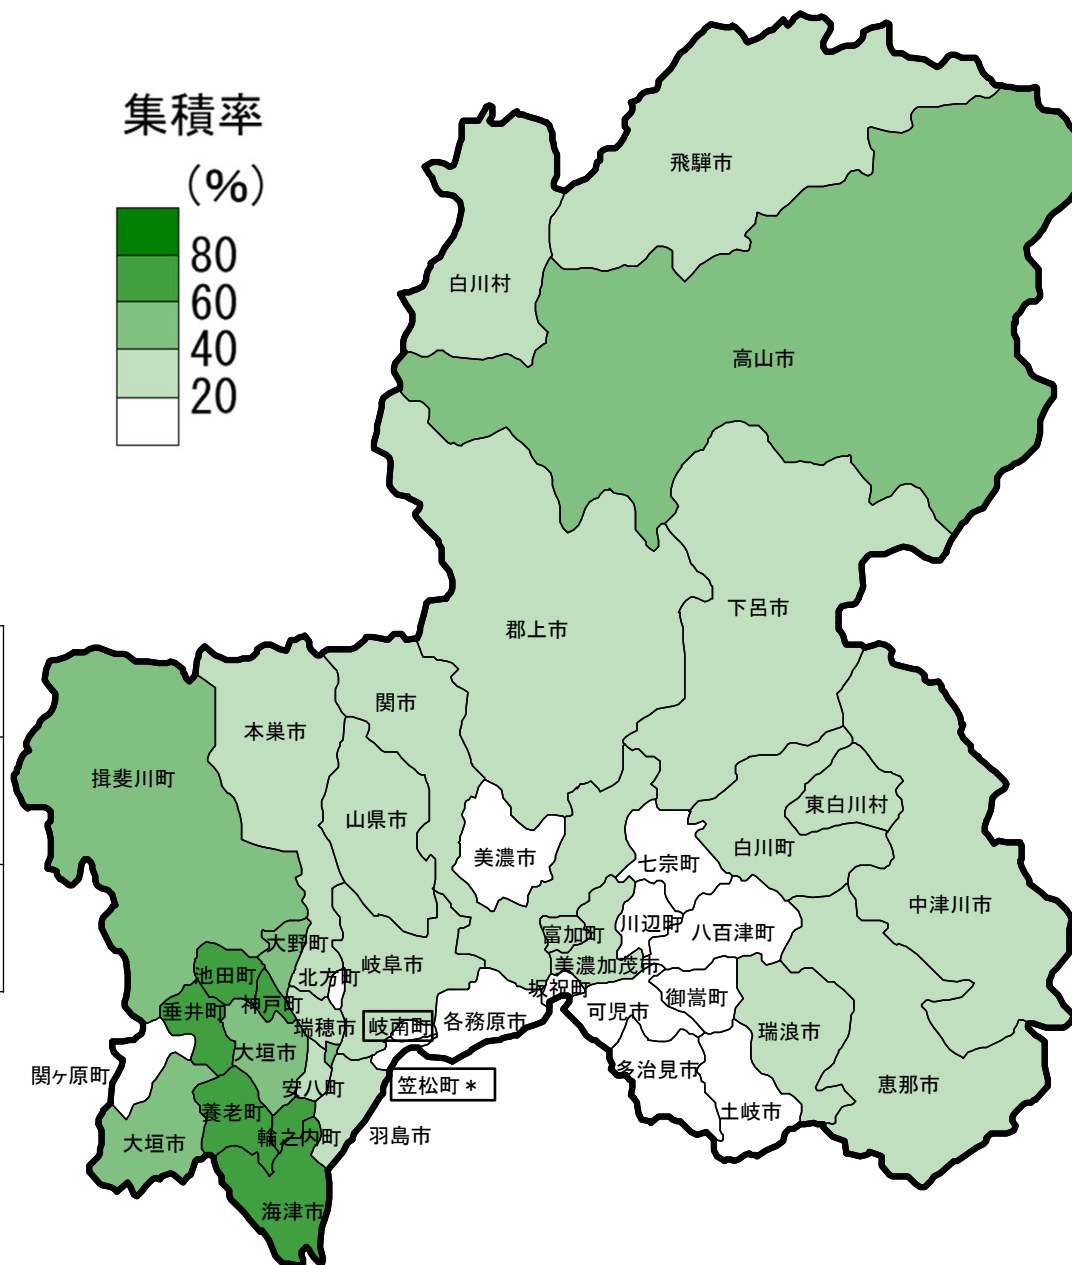 集積率
(%)
80
60
40
20
飛騨市
白川村
高山市
下呂市
郡上市
関市
本巣市
揖斐川町
山県市
東白川村
白川町
美濃市
七宗町
中津川市
川辺町
八百津町
富加町
大野町
美濃加茂市
岐阜市
池田町
北方町
坂祝町
御嵩町
神戸町
垂井町
可児市
各務原市
瑞穂市
岐南町
瑞浪市
大垣市
多治見市
関ヶ原町
安八町
笠松町*
恵那市
養老町
土岐市
輪之内町
羽島市
大垣市
海津市